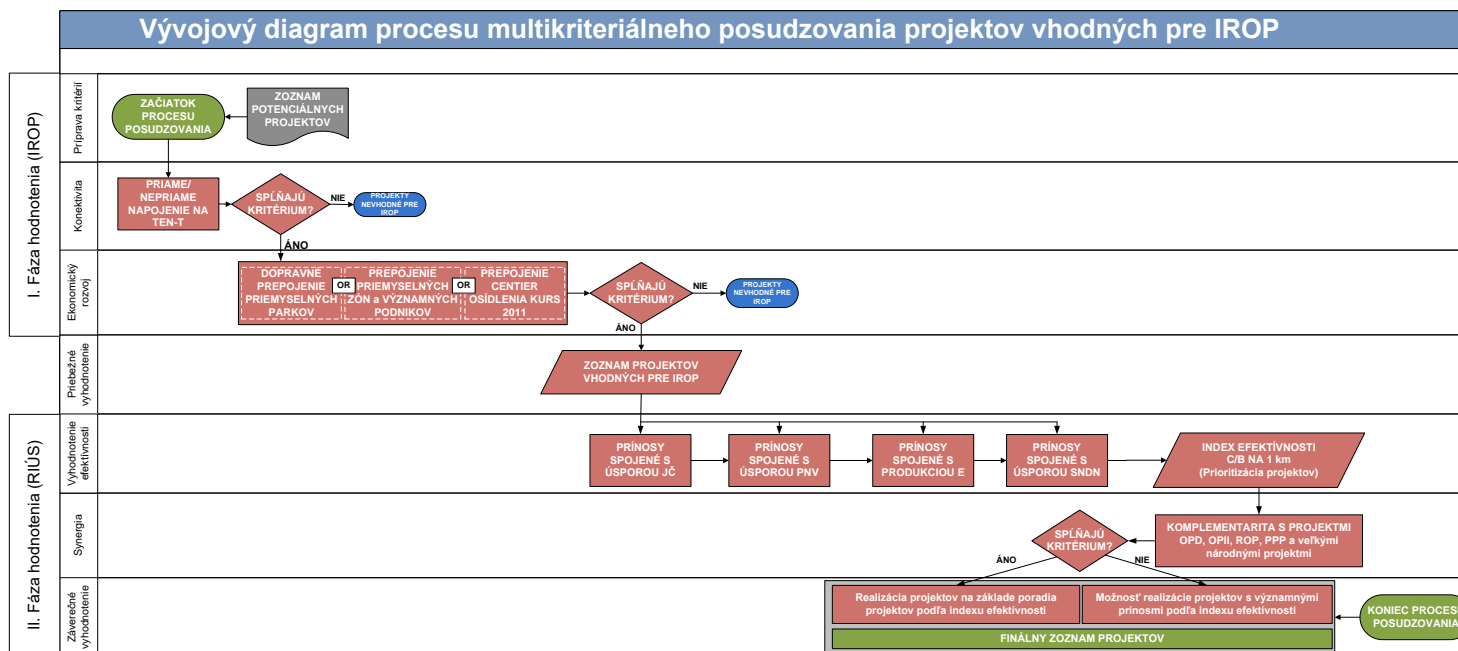 Vývojový diagram procesu multikriteriálneho posudzovania projektov vhodných pre IROP
I. Fáza hodnotenia (IROP)
Príprava kritérií
ZAČIATOK
PROCESU
POSUDZOVANIA
ZOZNAM
POTENCIÁLNYCH
PROJEKTOV
Konektivita
PRIAME/
NEPRIAME
NAPOJENIE NA
TEN-T
SPĹŇAJÚ
KRITÉRIUM?
NIE
PROJEKTY
NEVHODNÉ PRE
IROP
ÁNO
Ekonomický
rozvoj
DOPRAVNÉ
PREPOJENIE
PRIEMYSELNÝCH
PARKOV
OR
PREPOJENIE
PRIEMYSELNÝCH
ZÓN a VÝZNAMNÝCH
PODNIKOV
OR
PREPOJENIE
CENTIER
OSÍDLENIA KURS
2011
SPĹŇAJÚ
KRITÉRIUM?
NIE
PROJEKTY
NEVHODNÉ PRE
IROP
ÁNO
Priebežné
vyhodnotenie
ZOZNAM PROJEKTOV
VHODNÝCH PRE IROP
II. Fáza hodnotenia (RIÚS)
Vyhodnotenie
efektívnosti
PRÍNOSY
SPOJENÉ S
ÚSPOROU JČ
PRÍNOSY
SPOJENÉ S
ÚSPOROU PNV
PRÍNOSY
SPOJENÉ S
PRODUKCIOU E
PRÍNOSY
SPOJENÉ S
ÚSPOROU SNDN
INDEX EFEKTÍVNOSTI
C/B NA 1 km
(Prioritizácia projektov)
Synergia
SPĹŇAJÚ
KRITÉRIUM?
KOMPLEMENTARITA S PROJEKTMI
OPD, OPII, ROP, PPP a veľkými
národnými projektmi
ÁNO
NIE
Záverečné
vyhodnotenie
Realizácia projektov na základe poradia
projektov podľa indexu efektívnosti
Možnosť realizácie projektov s významnými
prínosmi podľa indexu efektívnosti
FINÁLNY ZOZNAM PROJEKTOV
KONIEC PROCESU
POSUDZOVANIA